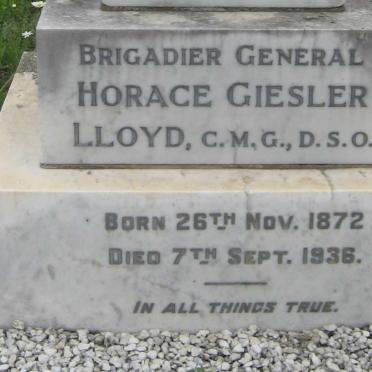 BRIGADIER GENERAL
HORACE GIESLER
LLOYD, C.M.G., D.S.O.
BORN 26TH NOV. 1872
DIED 7TH SEPT. 1936.
IN ALL THINGS TRUE.